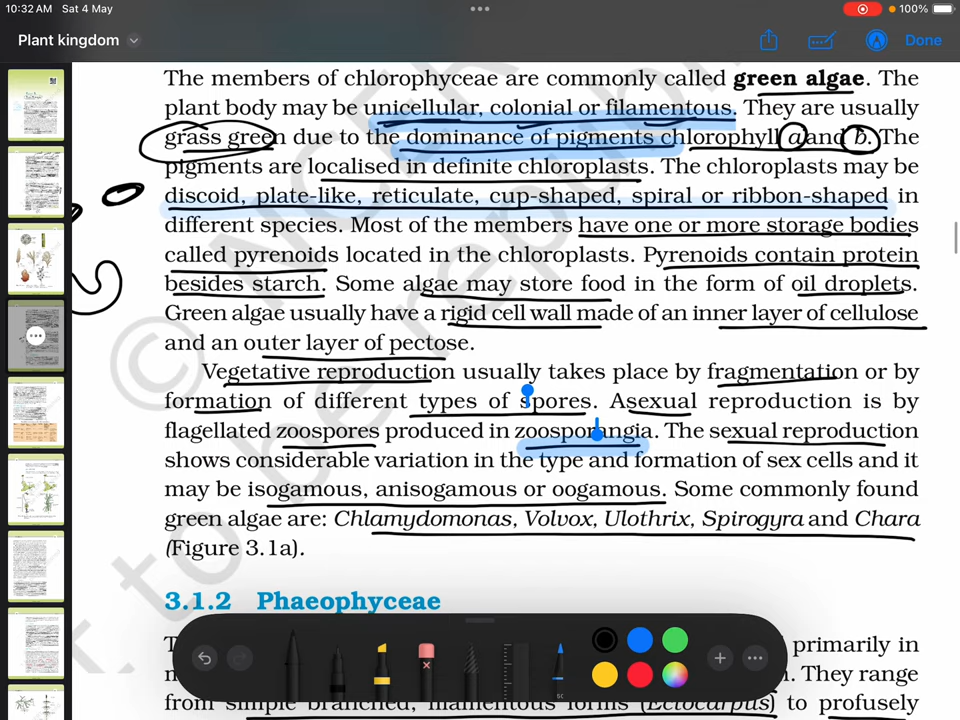 10:32 AM Sat 4 May
100%
Plant kingdom
Done
The members of chlorophyceae are commonly called green algae. The
plant body may be unicellular, colonial or filamentous. They are usually
grass green due to the dominance of pigments chlorophyll a and b. The
pigments are localised in definite chloroplasts. The chloroplasts may be
discoid, plate-like, reticulate, cup-shaped, spiral or ribbon-shaped in
different species. Most of the members have one or more storage bodies
called pyrenoids located in the chloroplasts. Pyrenoids contain protein
besides starch. Some algae may store food in the form of oil droplets.
Green algae usually have a rigid cell wall made of an inner layer of cellulose
and an outer layer of pectose.
Vegetative reproduction usually takes place by fragmentation or by
formation of different types of spores. Asexual reproduction is by
flagellated zoospores produced in zoosporangia. The sexual reproduction
shows considerable variation in the type and formation of sex cells and it
may be isogamous, anisogamous or oogamous. Some commonly found
green algae are: Chlamydomonas, Volvox, Ulothrix, Spirogyra and Chara
(Figure 3.1a).
3.1.2 Phaeophyceae
primarily in
They range
from simple branched, filamentous forms (Ectocarpus) to profusely